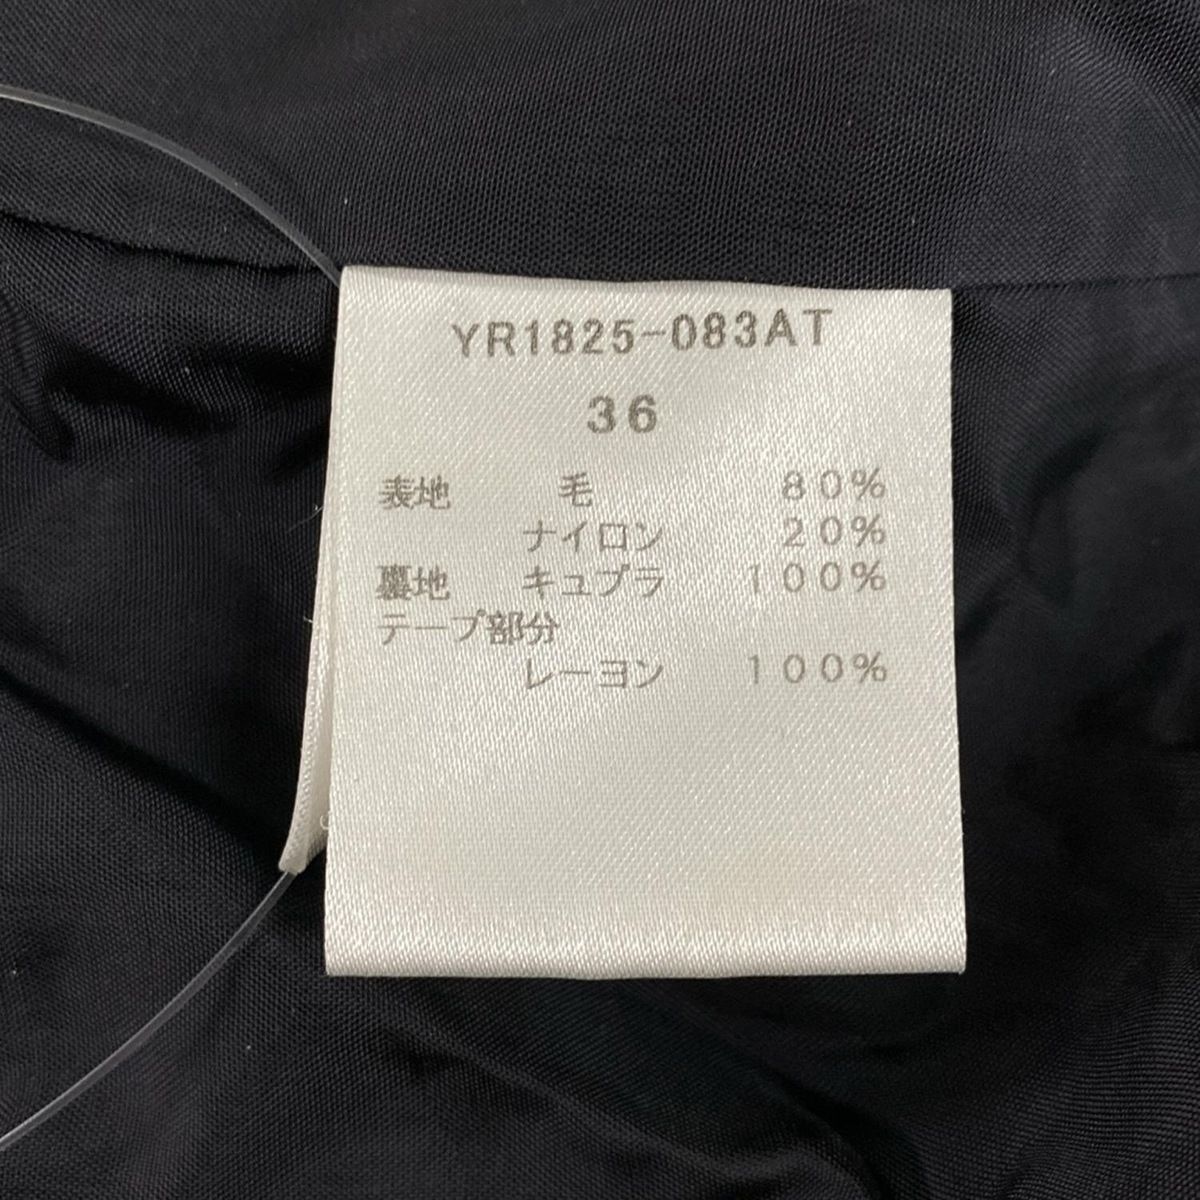 YR1825-083AT
36
表地 毛 80%
ナイロン 20%
裏地 キュプラ 100%
テープ部分
レーヨン 100%